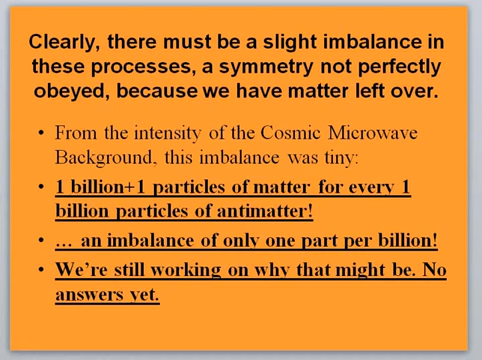 Clearly, there must be a slight imbalance in
these processes, a symmetry not perfectly
obeyed, because we have matter left over.
• From the intensity of the Cosmic Microwave
Background, this imbalance was tiny:
• 1 billion+1 particles of matter for every 1
billion particles of antimatter!
• … an imbalance of only one part per billion!
• We’re still working on why that might be. No
answers yet.